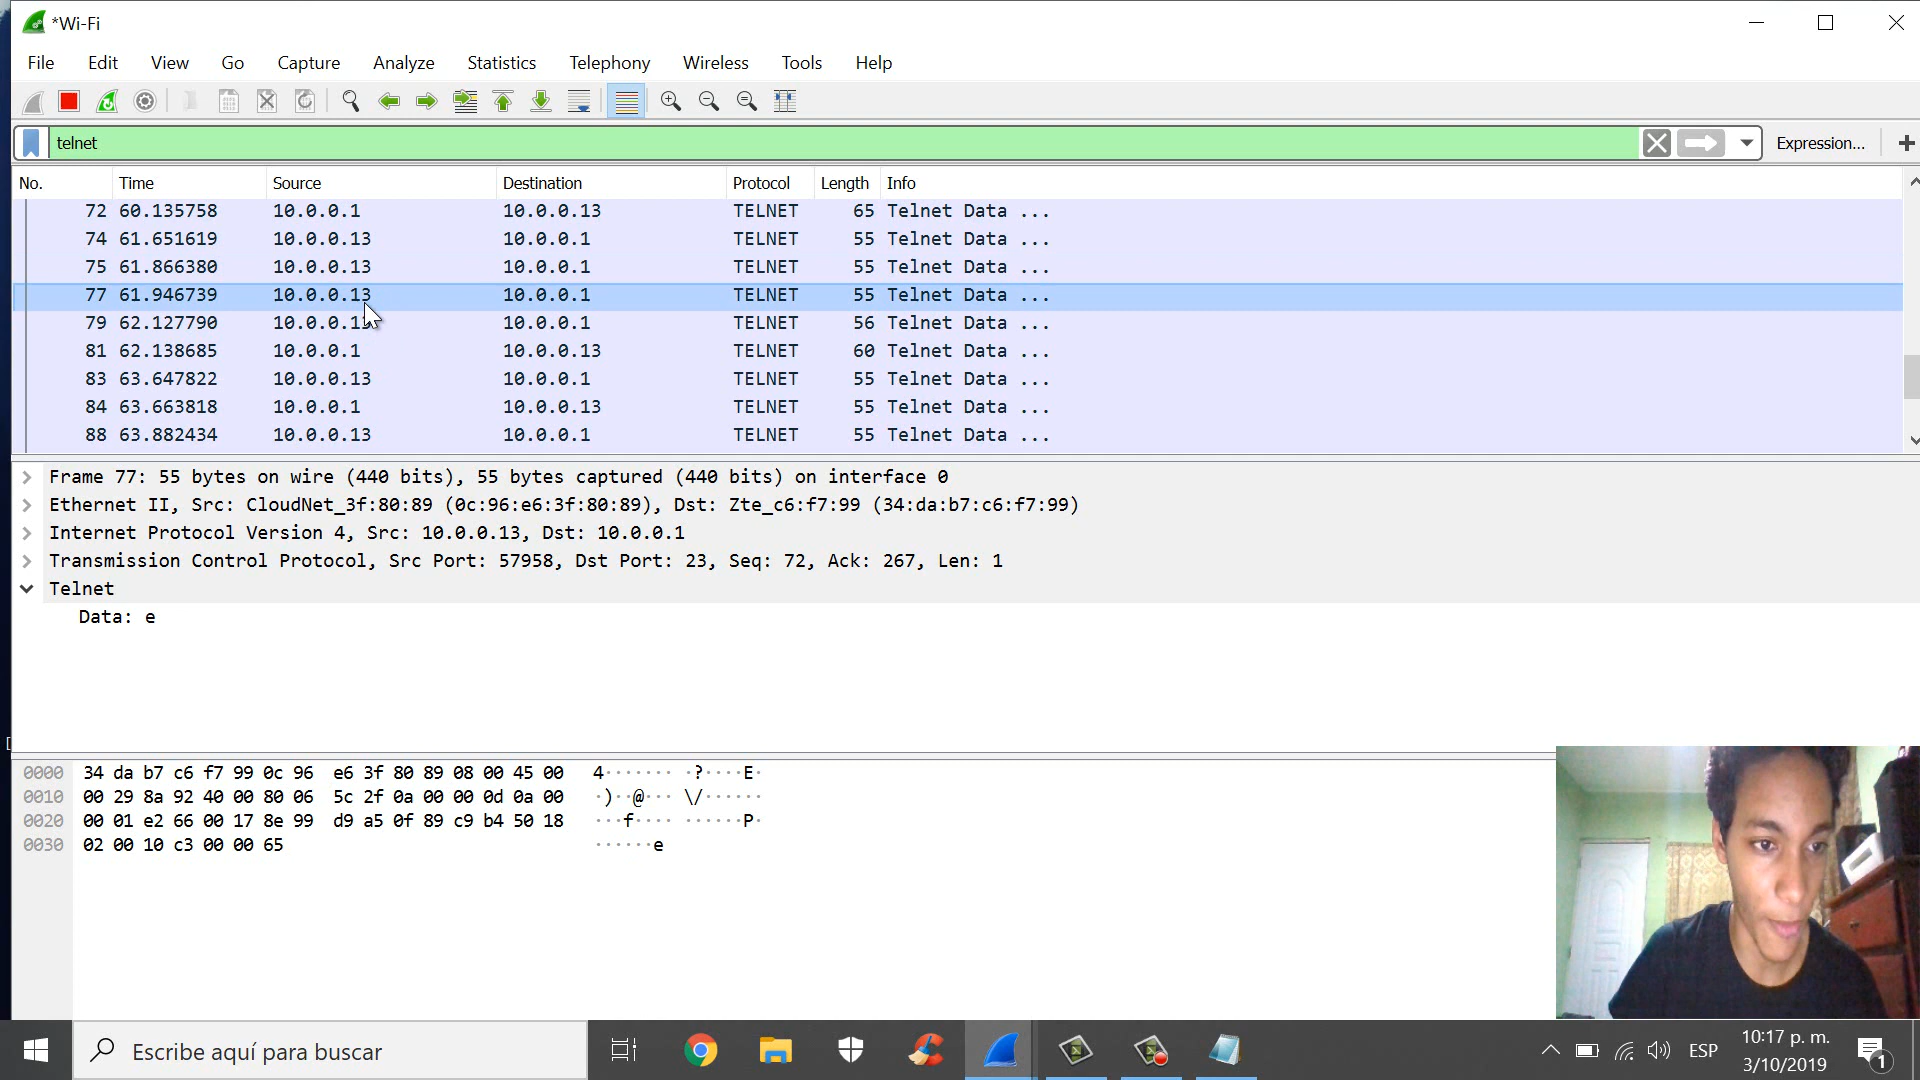 *Wi-Fi
File Edit View Go Capture Analyze Statistics Telephony Wireless Tools Help
telnet
Expression...
No. Time Source Destination Protocol Length Info
72 60.135758 10.0.0.1 10.0.0.13 TELNET 65 Telnet Data ...
74 61.651619 10.0.0.13 10.0.0.1 TELNET 55 Telnet Data ...
75 61.866380 10.0.0.13 10.0.0.1 TELNET 55 Telnet Data ...
77 61.946739 10.0.0.13 10.0.0.1 TELNET 55 Telnet Data ...
79 62.127790 10.0.0.13 10.0.0.1 TELNET 56 Telnet Data ...
81 62.138685 10.0.0.1 10.0.0.13 TELNET 60 Telnet Data ...
83 63.647822 10.0.0.13 10.0.0.1 TELNET 55 Telnet Data ...
84 63.663818 10.0.0.1 10.0.0.13 TELNET 55 Telnet Data ...
88 63.882434 10.0.0.13 10.0.0.1 TELNET 55 Telnet Data ...
Frame 77: 55 bytes on wire (440 bits), 55 bytes captured (440 bits) on interface 0
Ethernet II, Src: CloudNet_3f:80:89 (0c:96:e6:3f:80:89), Dst: Zte_c6:f7:99 (34:da:b7:c6:f7:99)
Internet Protocol Version 4, Src: 10.0.0.13, Dst: 10.0.0.1
Transmission Control Protocol, Src Port: 57958, Dst Port: 23, Seq: 72, Ack: 267, Len: 1
Telnet
Data: e
0000 34 da b7 c6 f7 99 0c 96 e6 3f 80 89 08 00 45 00 4······· ·?····E·
0010 00 29 8a 92 40 00 80 06 5c 2f 0a 00 00 0d 0a 00 ·)··@··· \/······
0020 00 01 e2 66 00 17 8e 99 d9 a5 0f 89 c9 b4 50 18 ···f···· ······P·
0030 02 00 10 c3 00 00 65 ······e
Escribe aquí para buscar
ESP
10:17 p. m.
3/10/2019
1